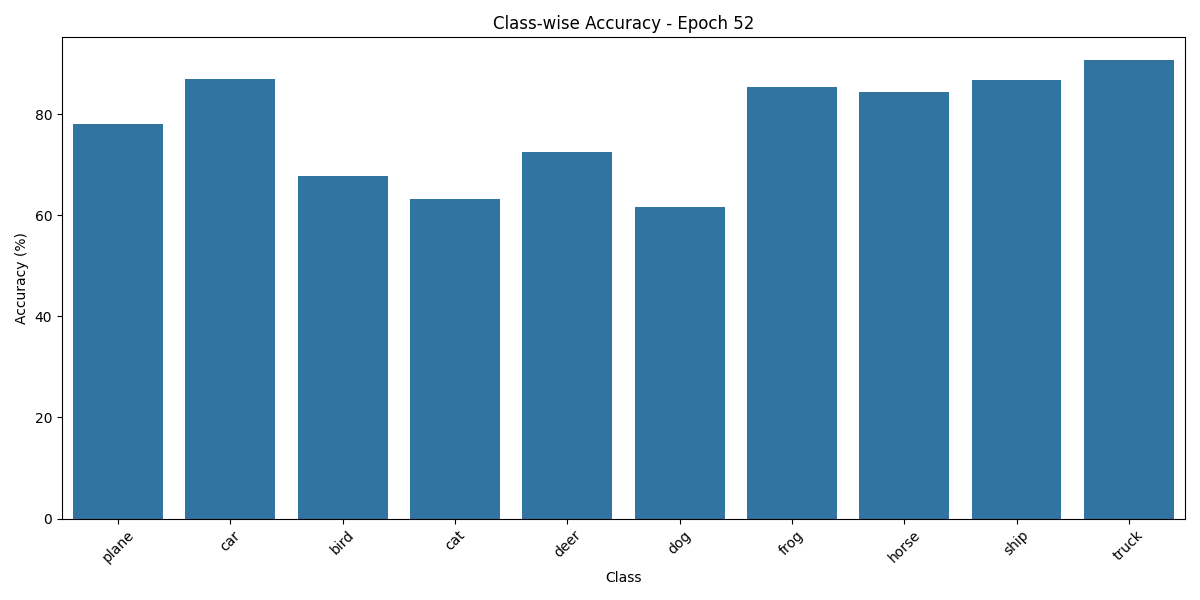 Class-wise Accuracy - Epoch 52
Accuracy (%)
80
60
40
20
0
plane
car
bird
cat
deer
dog
frog
horse
ship
truck
Class